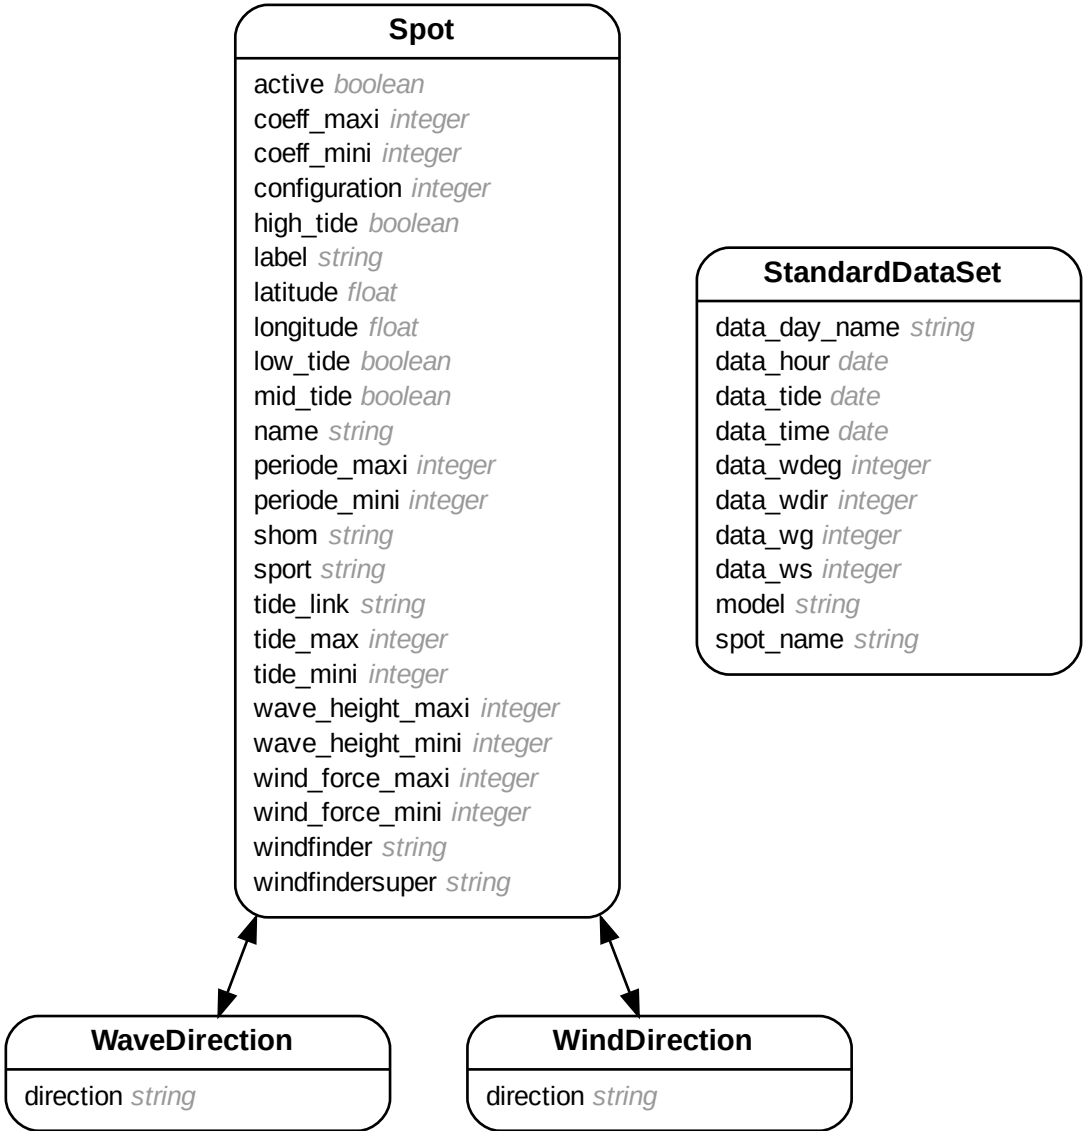 Spot
active boolean
coeff_maxi integer
coeff_mini integer
configuration integer
high_tide boolean
label string
latitude float
longitude float
low_tide boolean
mid_tide boolean
name string
periode_maxi integer
periode_mini integer
shom string
sport string
tide_link string
tide_max integer
tide_mini integer
wave_height_maxi integer
wave_height_mini integer
wind_force_maxi integer
wind_force_mini integer
windfinder string
windfindersuper string
StandardDataSet
data_day_name string
data_hour date
data_tide date
data_time date
data_wdeg integer
data_wdir integer
data_wg integer
data_ws integer
model string
spot_name string
WaveDirection
direction string
WindDirection
direction string